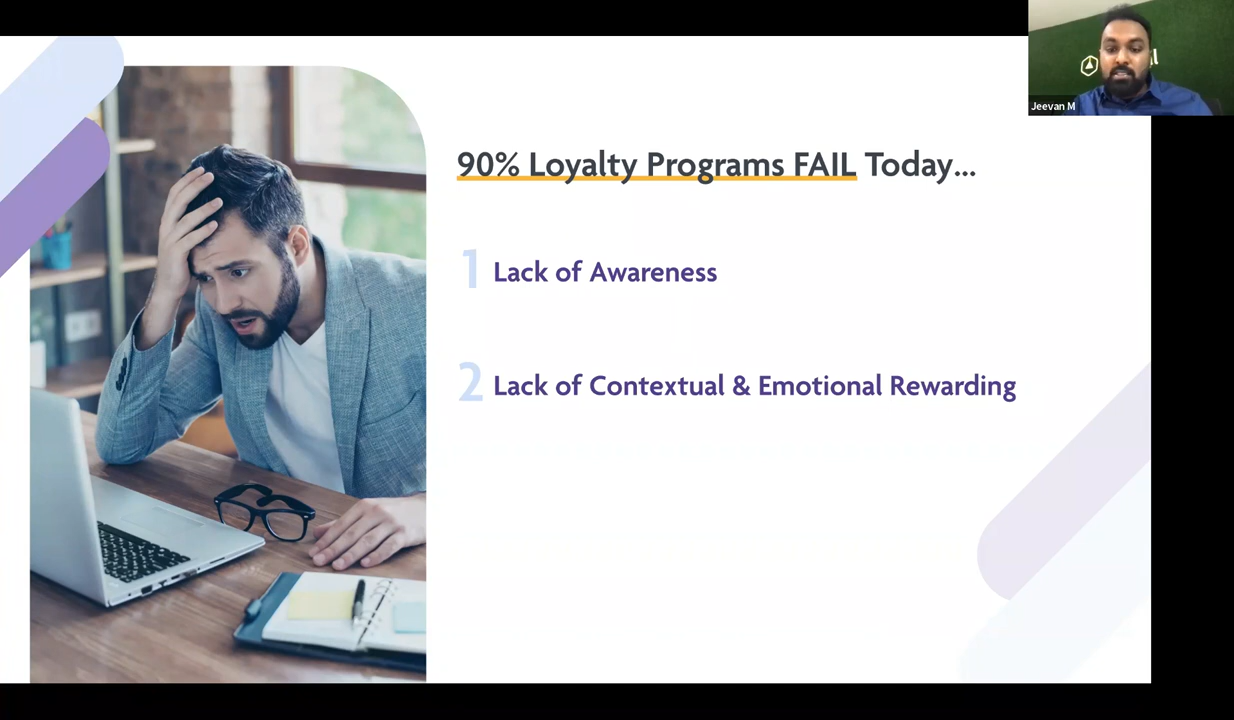 90% Loyalty Programs FAIL Today...
1 Lack of Awareness
2 Lack of Contextual & Emotional Rewarding
Jeevan M